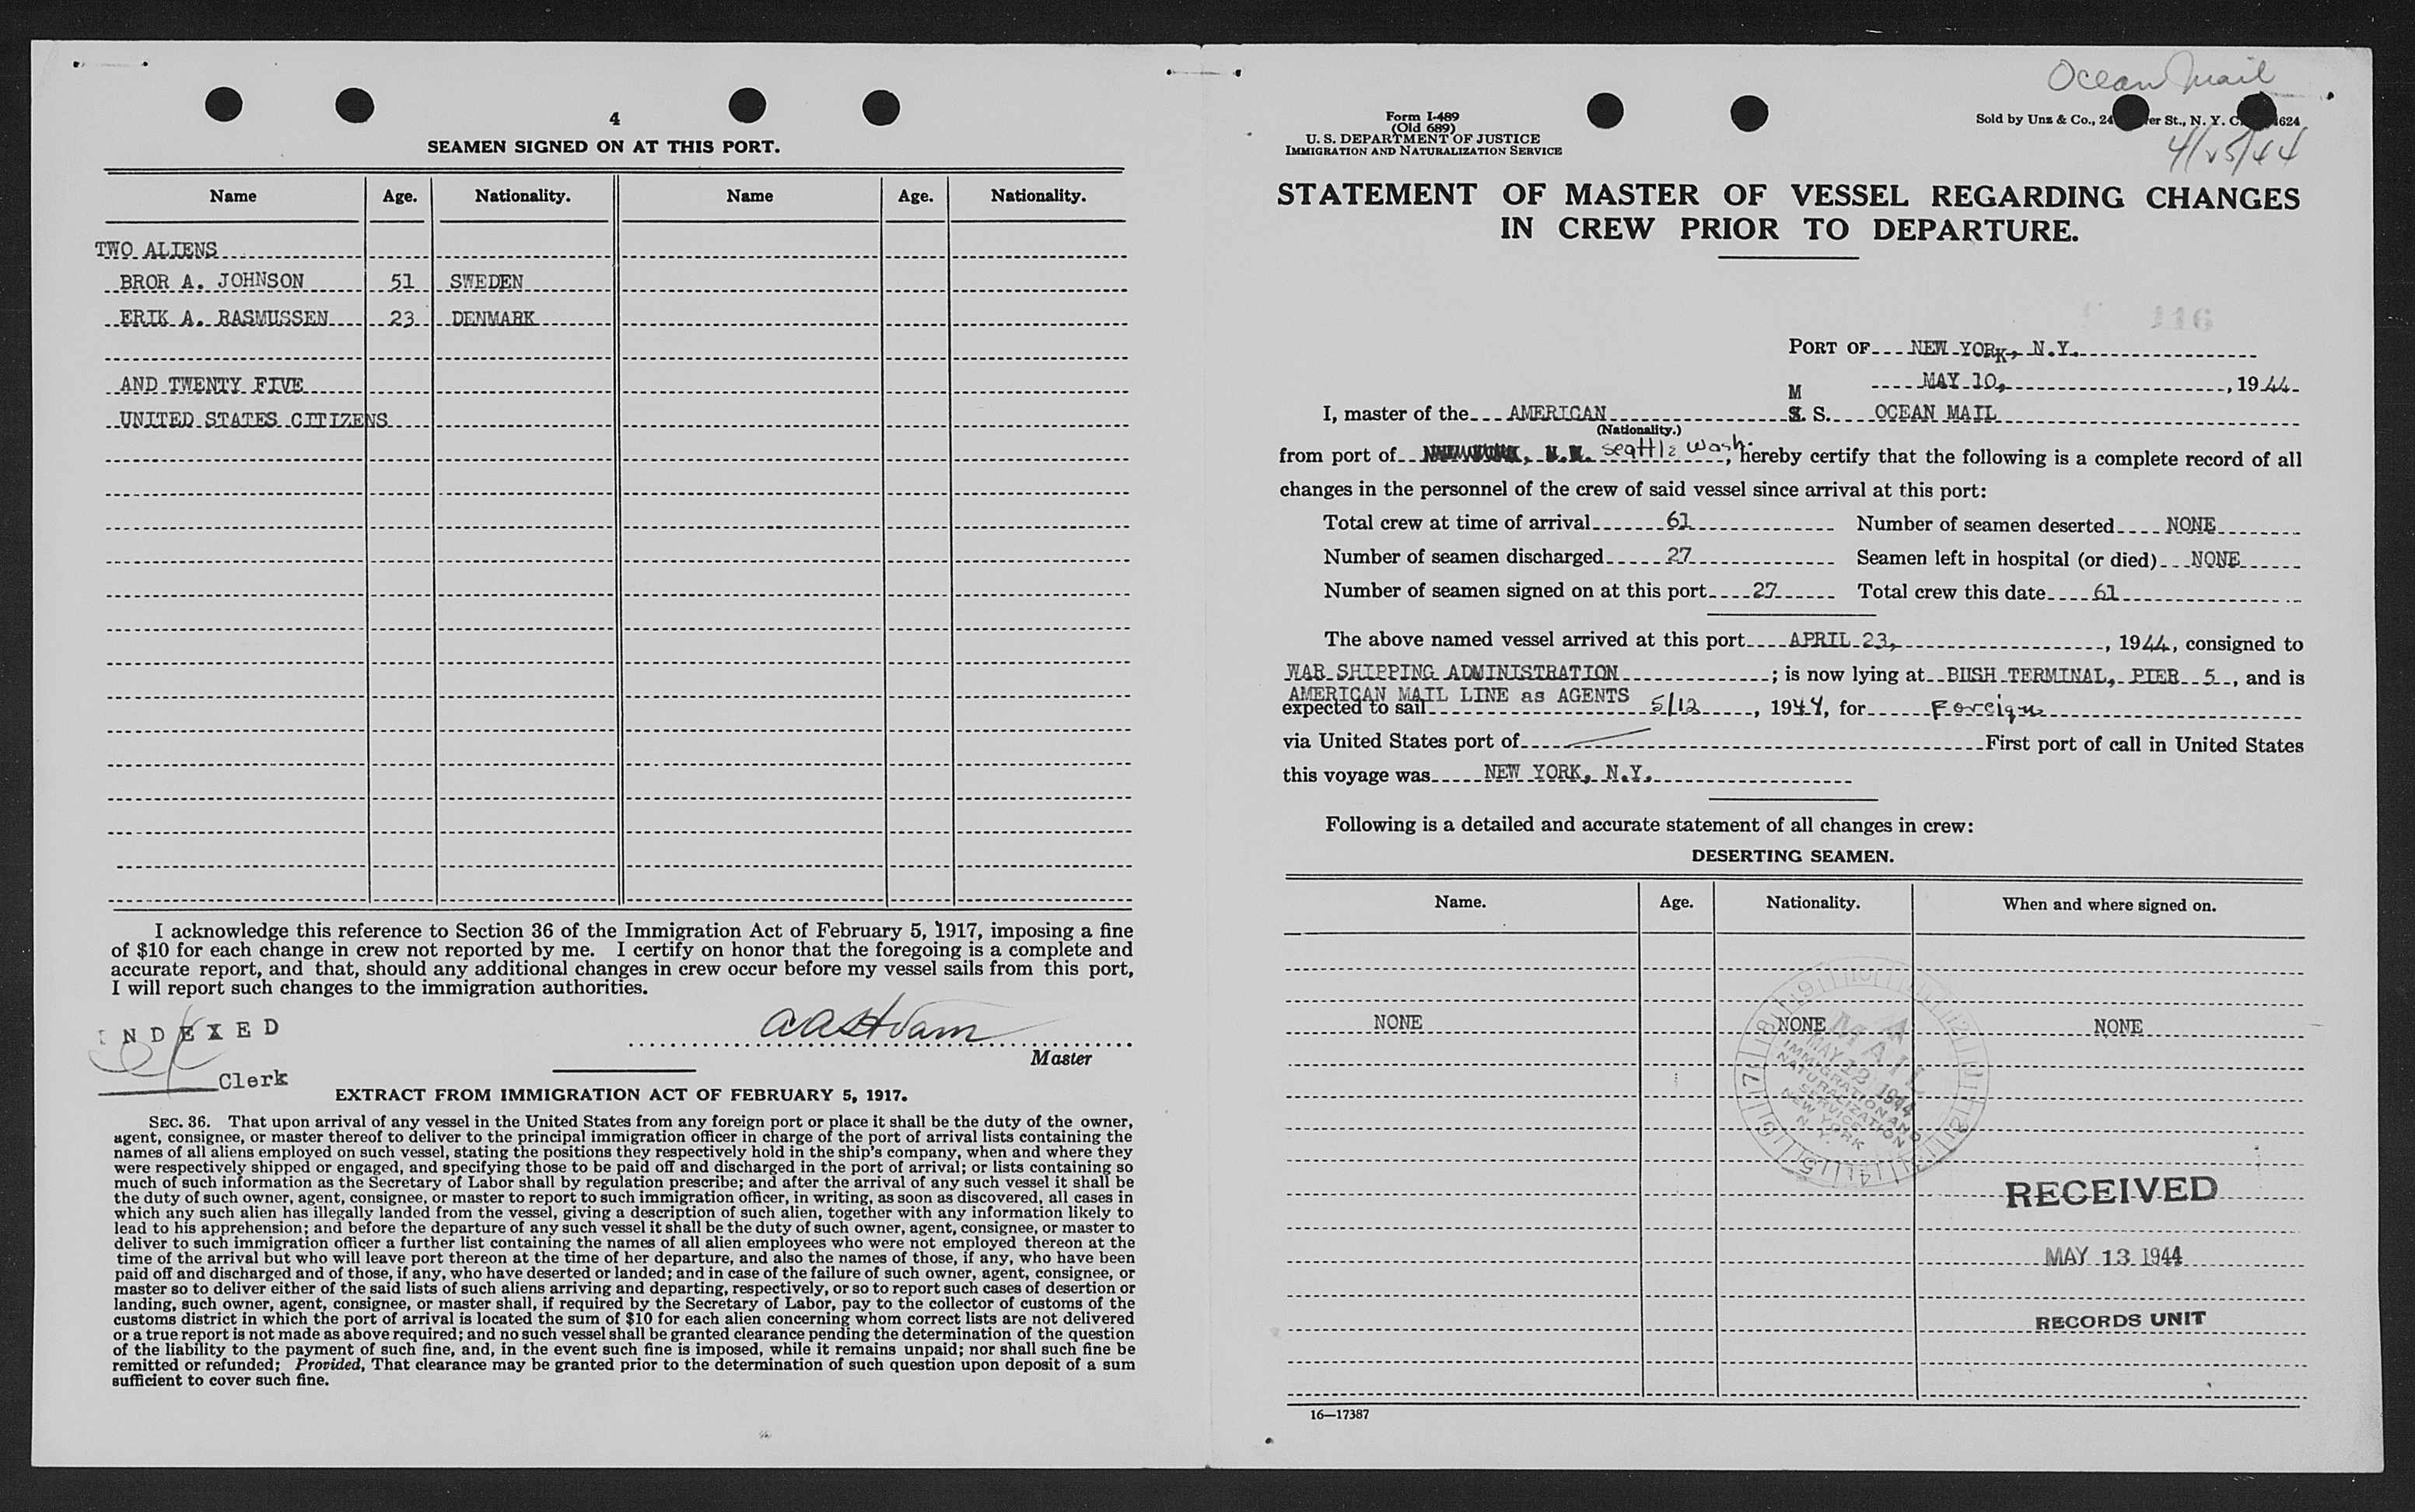 4
SEAMEN SIGNED ON AT THIS PORT.
Name Age. Nationality. Name Age. Nationality.
TWO ALIENS
BROR A. JOHNSON 51 SWEDEN
ERIK A. RASMUSSEN 23 DENMARK
AND TWENTY FIVE
UNITED STATES CITIZENS
I acknowledge this reference to Section 36 of the Immigration Act of February 5, 1917, imposing a fine
of $10 for each change in crew not reported by me. I certify on honor that the foregoing is a complete and
accurate report, and that, should any additional changes in crew occur before my vessel sails from this port,
I will report such changes to the immigration authorities.
INDEXED
Master
Clerk
EXTRACT FROM IMMIGRATION ACT OF FEBRUARY 5, 1917.
SEC. 36. That upon arrival of any vessel in the United States from any foreign port or place it shall be the duty of the owner,
agent, consignee, or master thereof to deliver to the principal immigration officer in charge of the port of arrival lists containing the
names of all aliens employed on such vessel, stating the positions they respectively hold in the ship's company, when and where they
were respectively shipped or engaged, and specifying those to be paid off and discharged in the port of arrival; or lists containing so
much of such information as the Secretary of Labor shall by regulation prescribe; and after the arrival of any such vessel it shall be
the duty of such owner, agent, consignee, or master to report to such immigration officer, in writing, as soon as discovered, all cases in
which any such alien has illegally landed from the vessel, giving a description of such alien, together with any information likely to
lead to his apprehension; and before the departure of any such vessel it shall be the duty of such owner, agent, consignee, or master to
deliver to such immigration officer a further list containing the names of all alien employees who were not employed thereon at the
time of the arrival but who will leave port thereon at the time of her departure, and also the names of those, if any, who have been
paid off and discharged and of those, if any, who have deserted or landed; and in case of the failure of such owner, agent, consignee, or
master so to deliver either of the said lists of such aliens arriving and departing, respectively, or so to report such cases of desertion or
landing, such owner, agent, consignee, or master shall, if required by the Secretary of Labor, pay to the collector of customs of the
customs district in which the port of arrival is located the sum of $10 for each alien concerning whom correct lists are not delivered
or a true report is not made as above required; and no such vessel shall be granted clearance pending the determination of the question
of the liability to the payment of such fine, and, in the event such fine is imposed, while it remains unpaid; nor shall such fine be
remitted or refunded; Provided, That clearance may be granted prior to the determination of such question upon deposit of a sum
sufficient to cover such fine.
Ocean Mail
Form I-489
(Old 689)
U. S. DEPARTMENT OF JUSTICE
IMMIGRATION AND NATURALIZATION SERVICE
Sold by Unz & Co., 24 St., N. Y. C. 624
4/25/44
STATEMENT OF MASTER OF VESSEL REGARDING CHANGES
IN CREW PRIOR TO DEPARTURE.
116
PORT OF NEW YORK, N.Y.
MAY 10, , 1944
I, master of the AMERICAN M S. OCEAN MAIL
(Nationality.)
from port of Seattle Wash., hereby certify that the following is a complete record of all
changes in the personnel of the crew of said vessel since arrival at this port:
Total crew at time of arrival 61 Number of seamen deserted NONE
Number of seamen discharged 27 Seamen left in hospital (or died) NONE
Number of seamen signed on at this port 27 Total crew this date 61
The above named vessel arrived at this port APRIL 23, , 1944, consigned to
WAR SHIPPING ADMINISTRATION ; is now lying at BUSH TERMINAL, PIER 5, and is
AMERICAN MAIL LINE as AGENTS
expected to sail 5/12, 1944, for Foreign
via United States port of First port of call in United States
this voyage was NEW YORK, N.Y.
Following is a detailed and accurate statement of all changes in crew:
DESERTING SEAMEN.
Name. Age. Nationality. When and where signed on.
NONE NONE NONE
MAIL
MAY 12 1944
IMMIGRATION AND
NATURALIZATION
SERVICE
NEW YORK
N. Y.
RECEIVED
MAY 13 1944
RECORDS UNIT
16—17387